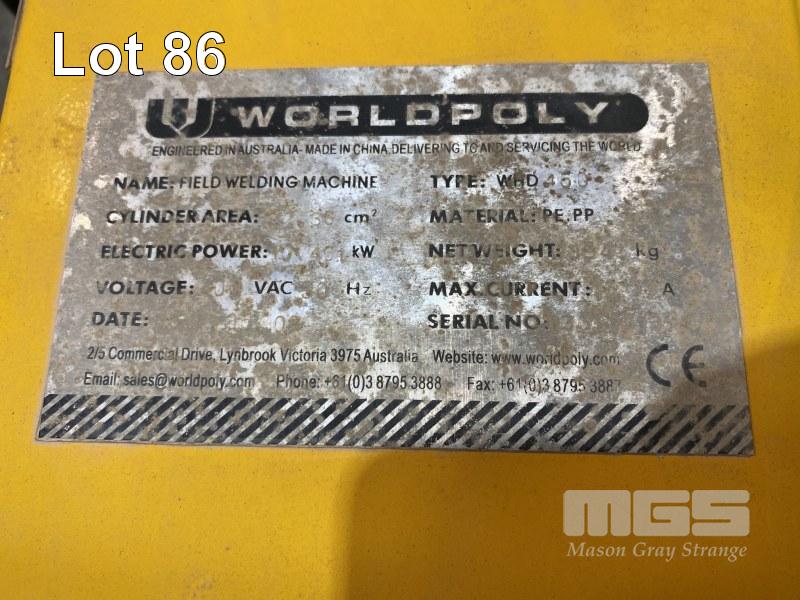 Lot 86
WORLDPOLY
ENGINEERED IN AUSTRALIA- MADE IN CHINA, DELIVERING TO AND SERVICING THE WORLD
NAME: FIELD WELDING MACHINE TYPE: WHD450
CYLINDER AREA: cm² MATERIAL: PE, PP
ELECTRIC POWER: kW NET WEIGHT: kg
VOLTAGE: VAC Hz MAX. CURRENT: A
DATE: SERIAL NO:
2/5 Commercial Drive, Lynbrook Victoria 3975 Australia Website: www.worldpoly.com
Email: sales@worldpoly.com Phone: +61(0)3 8795 3888 Fax: +61(0)3 8795 3887
CE
MGS
Mason Gray Strange